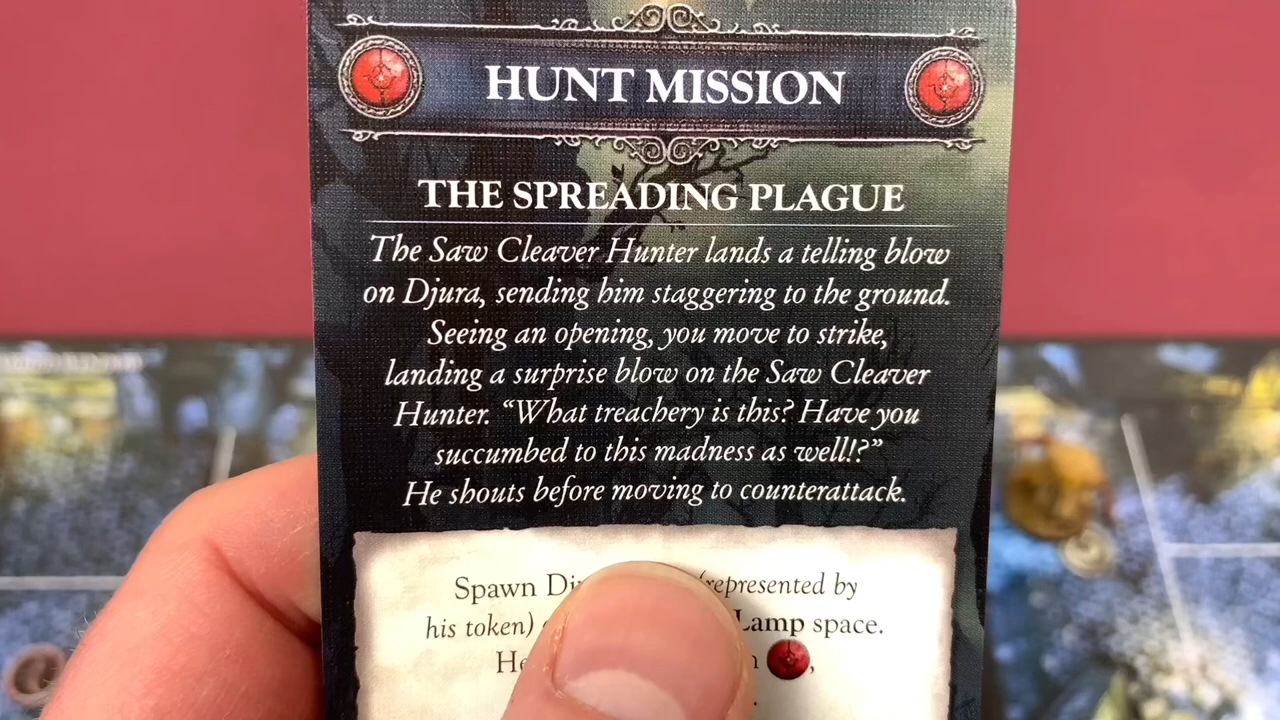 HUNT MISSION
THE SPREADING PLAGUE
The Saw Cleaver Hunter lands a telling blow
on Djura, sending him staggering to the ground.
Seeing an opening, you move to strike,
landing a surprise blow on the Saw Cleaver
Hunter. “What treachery is this? Have you
succumbed to this madness as well!?”
He shouts before moving to counterattack.
Spawn (represented by
his token) Lamp space.